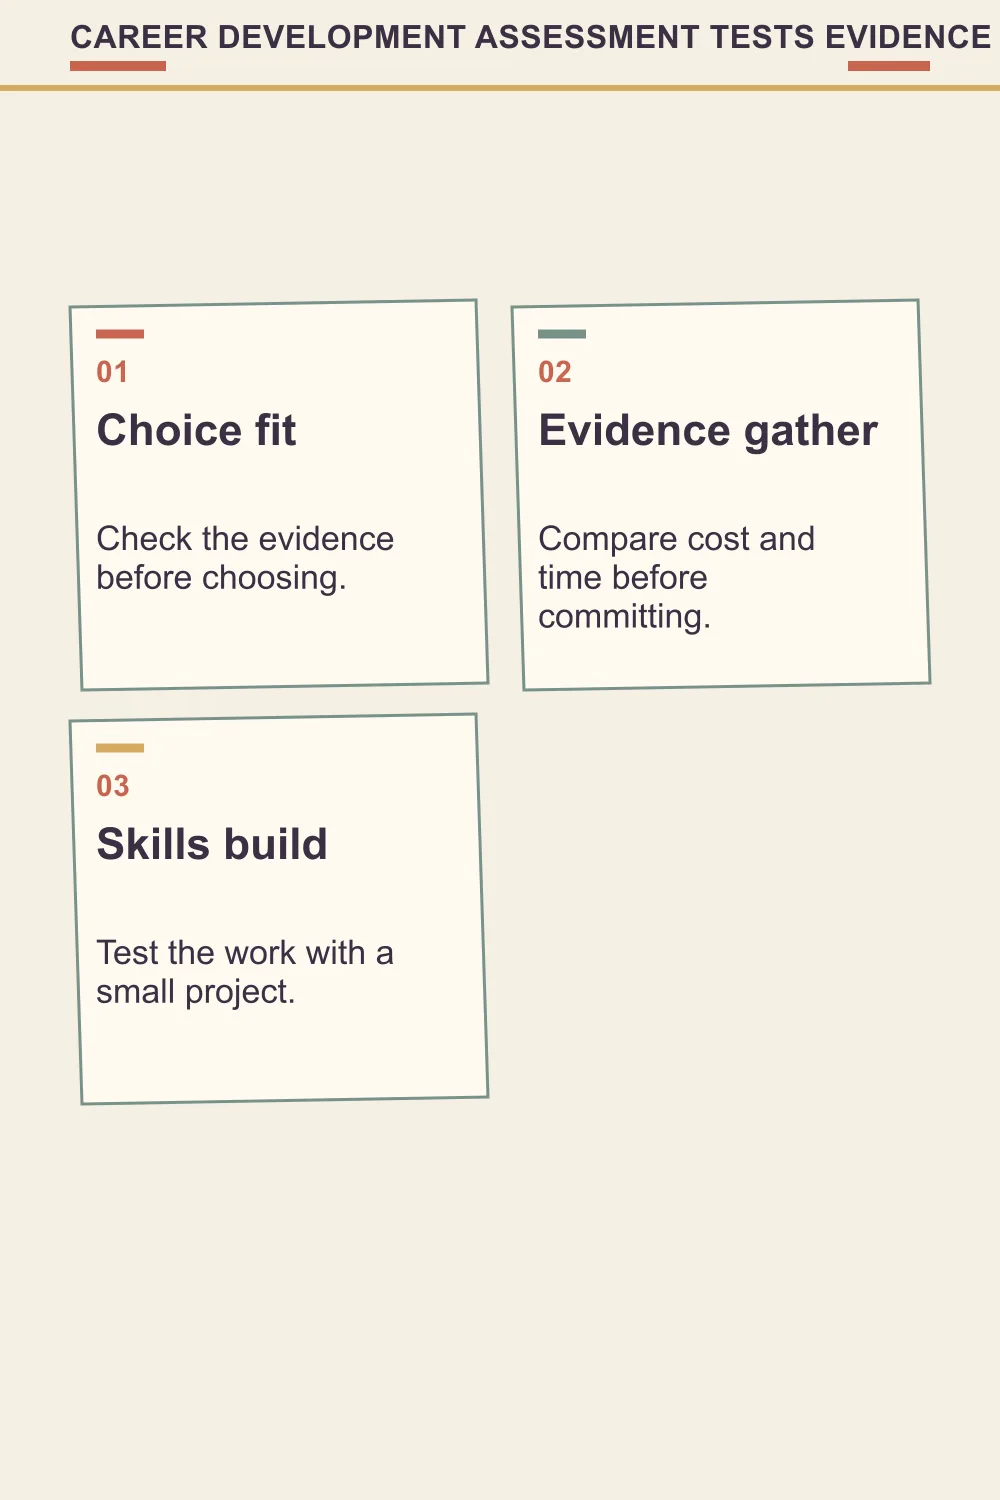 CAREER DEVELOPMENT ASSESSMENT TESTS EVIDENCE
01
Choice fit
Check the evidence
before choosing.
02
Evidence gather
Compare cost and
time before
committing.
03
Skills build
Test the work with a
small project.